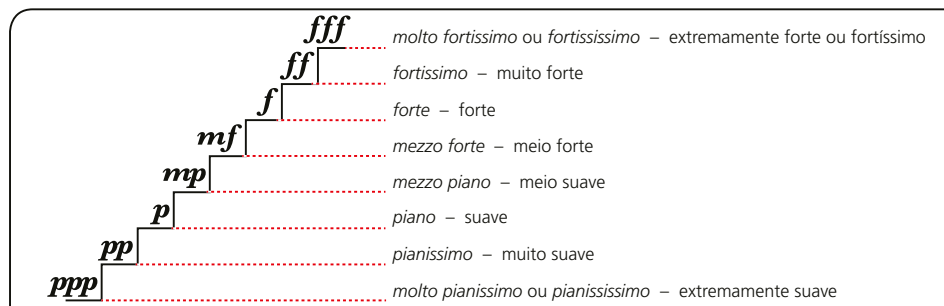 fff molto fortissimo ou fortississimo – extremamente forte ou fortíssimo
ff fortissimo – muito forte
f forte – forte
mf mezzo forte – meio forte
mp mezzo piano – meio suave
p piano – suave
pp pianissimo – muito suave
ppp molto pianissimo ou pianississimo – extremamente suave